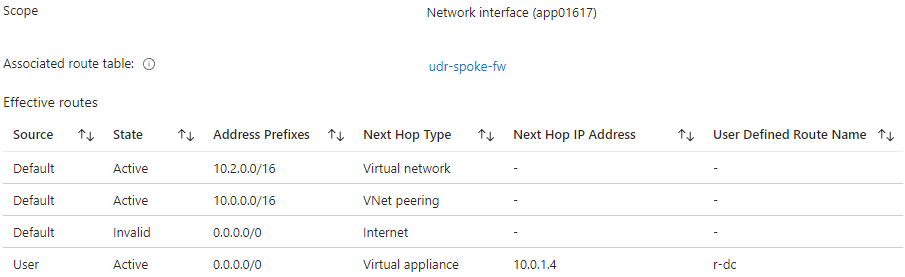 Scope Network interface (app01617)
Associated route table: udr-spoke-fw
Effective routes
Source State Address Prefixes Next Hop Type Next Hop IP Address User Defined Route Name
Default Active 10.2.0.0/16 Virtual network - -
Default Active 10.0.0.0/16 VNet peering - -
Default Invalid 0.0.0.0/0 Internet - -
User Active 0.0.0.0/0 Virtual appliance 10.0.1.4 r-dc